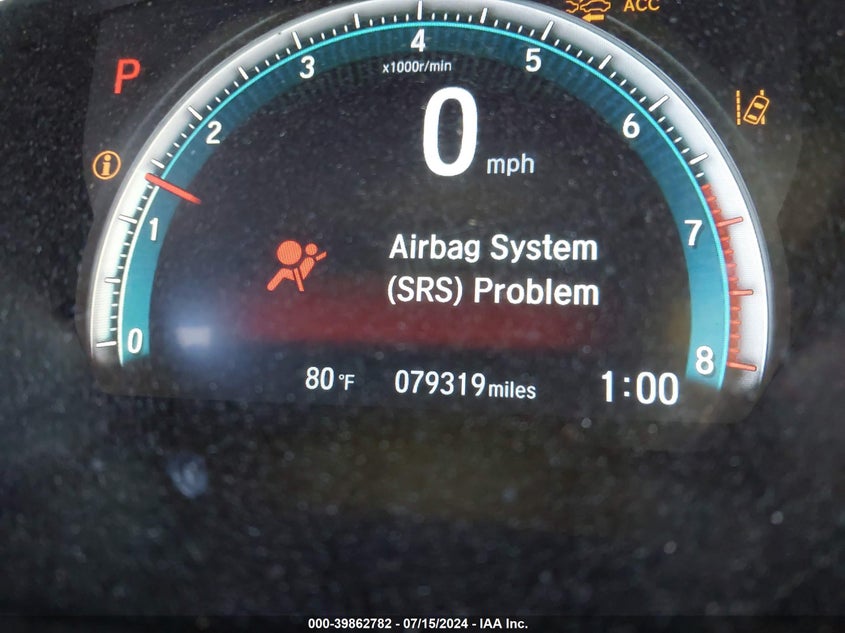 ACC
P
4
x1000r/min
3
5
2
6
0 mph
1
7
Airbag System
(SRS) Problem
0
8
80 °F 079319 miles 1:00
000-39862782 - 07/15/2024 - IAA Inc.